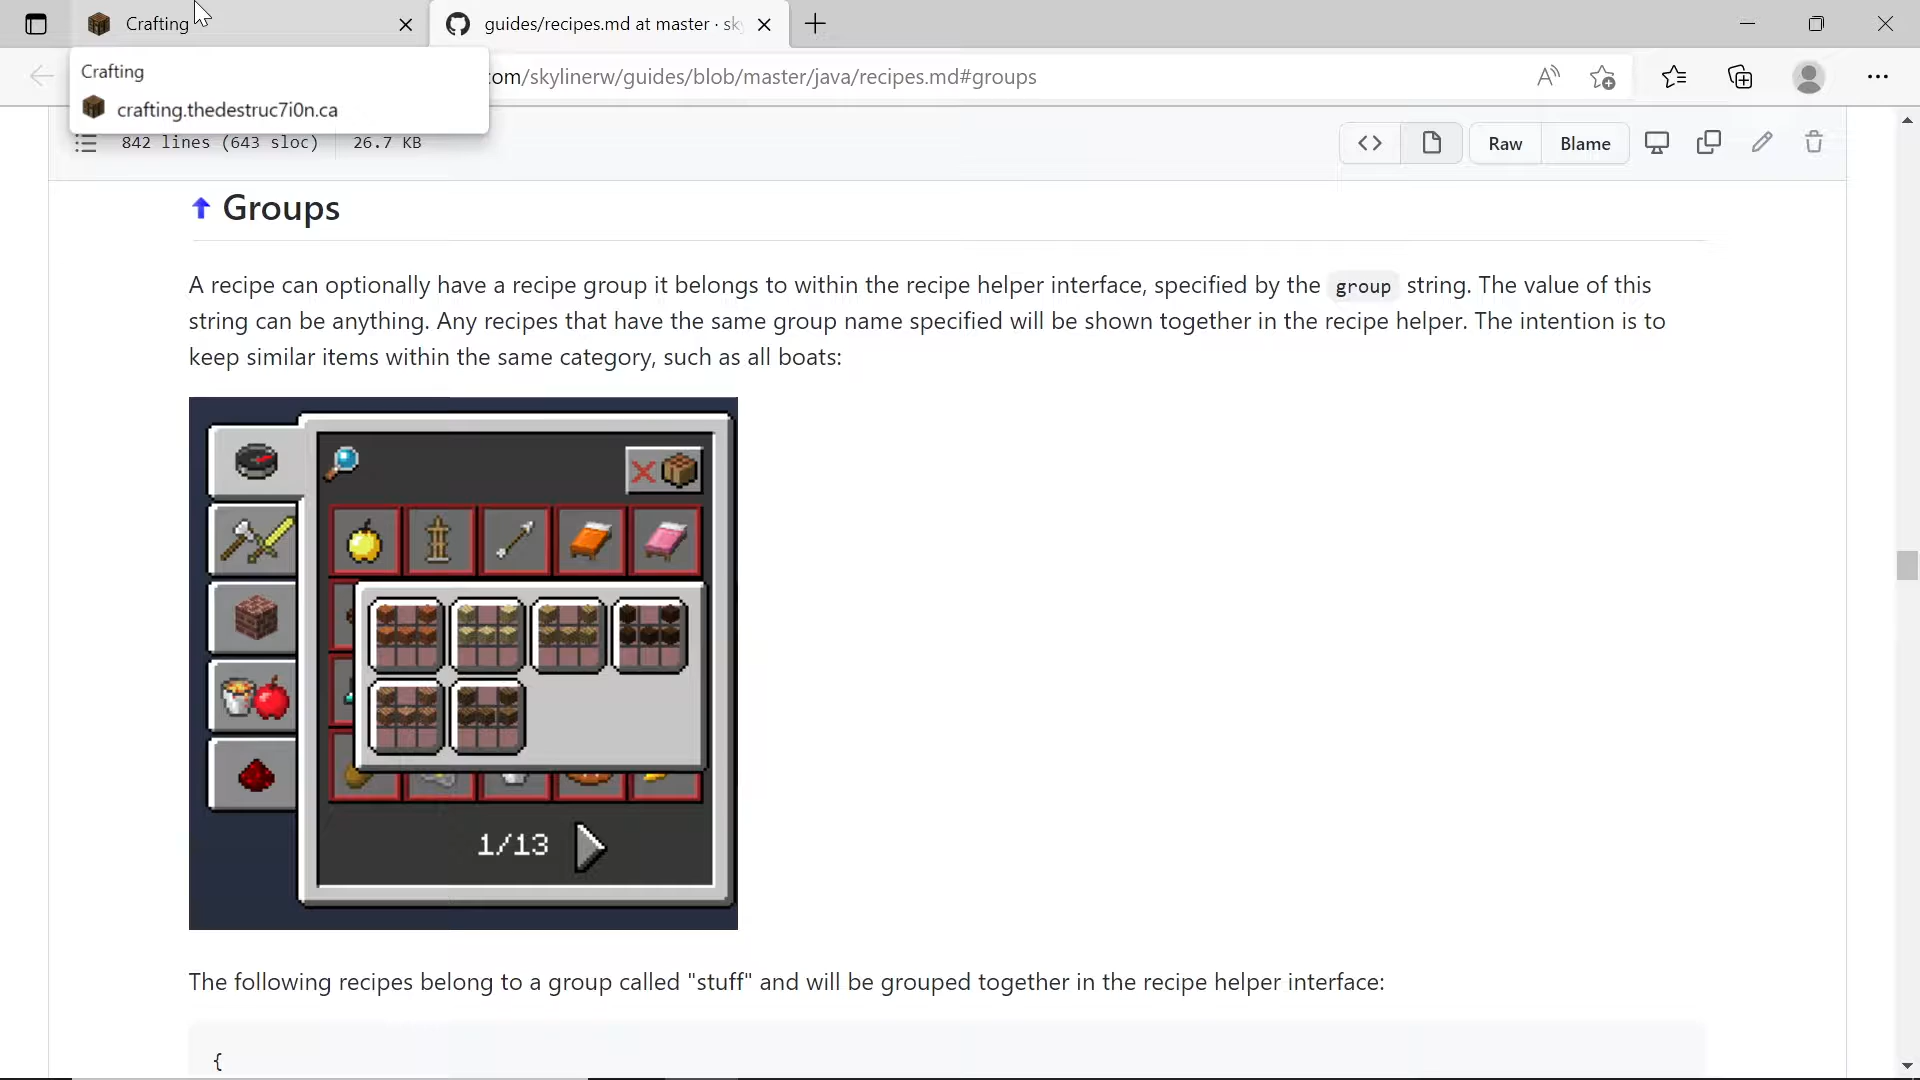 Crafting
guides/recipes.md at master · sk
Crafting
om/skylinerw/guides/blob/master/java/recipes.md#groups
crafting.thedestruc7i0n.ca
842 lines (643 sloc) 26.7 KB
Raw Blame
Groups
A recipe can optionally have a recipe group it belongs to within the recipe helper interface, specified by the group string. The value of this
string can be anything. Any recipes that have the same group name specified will be shown together in the recipe helper. The intention is to
keep similar items within the same category, such as all boats:
1/13
The following recipes belong to a group called "stuff" and will be grouped together in the recipe helper interface:
{